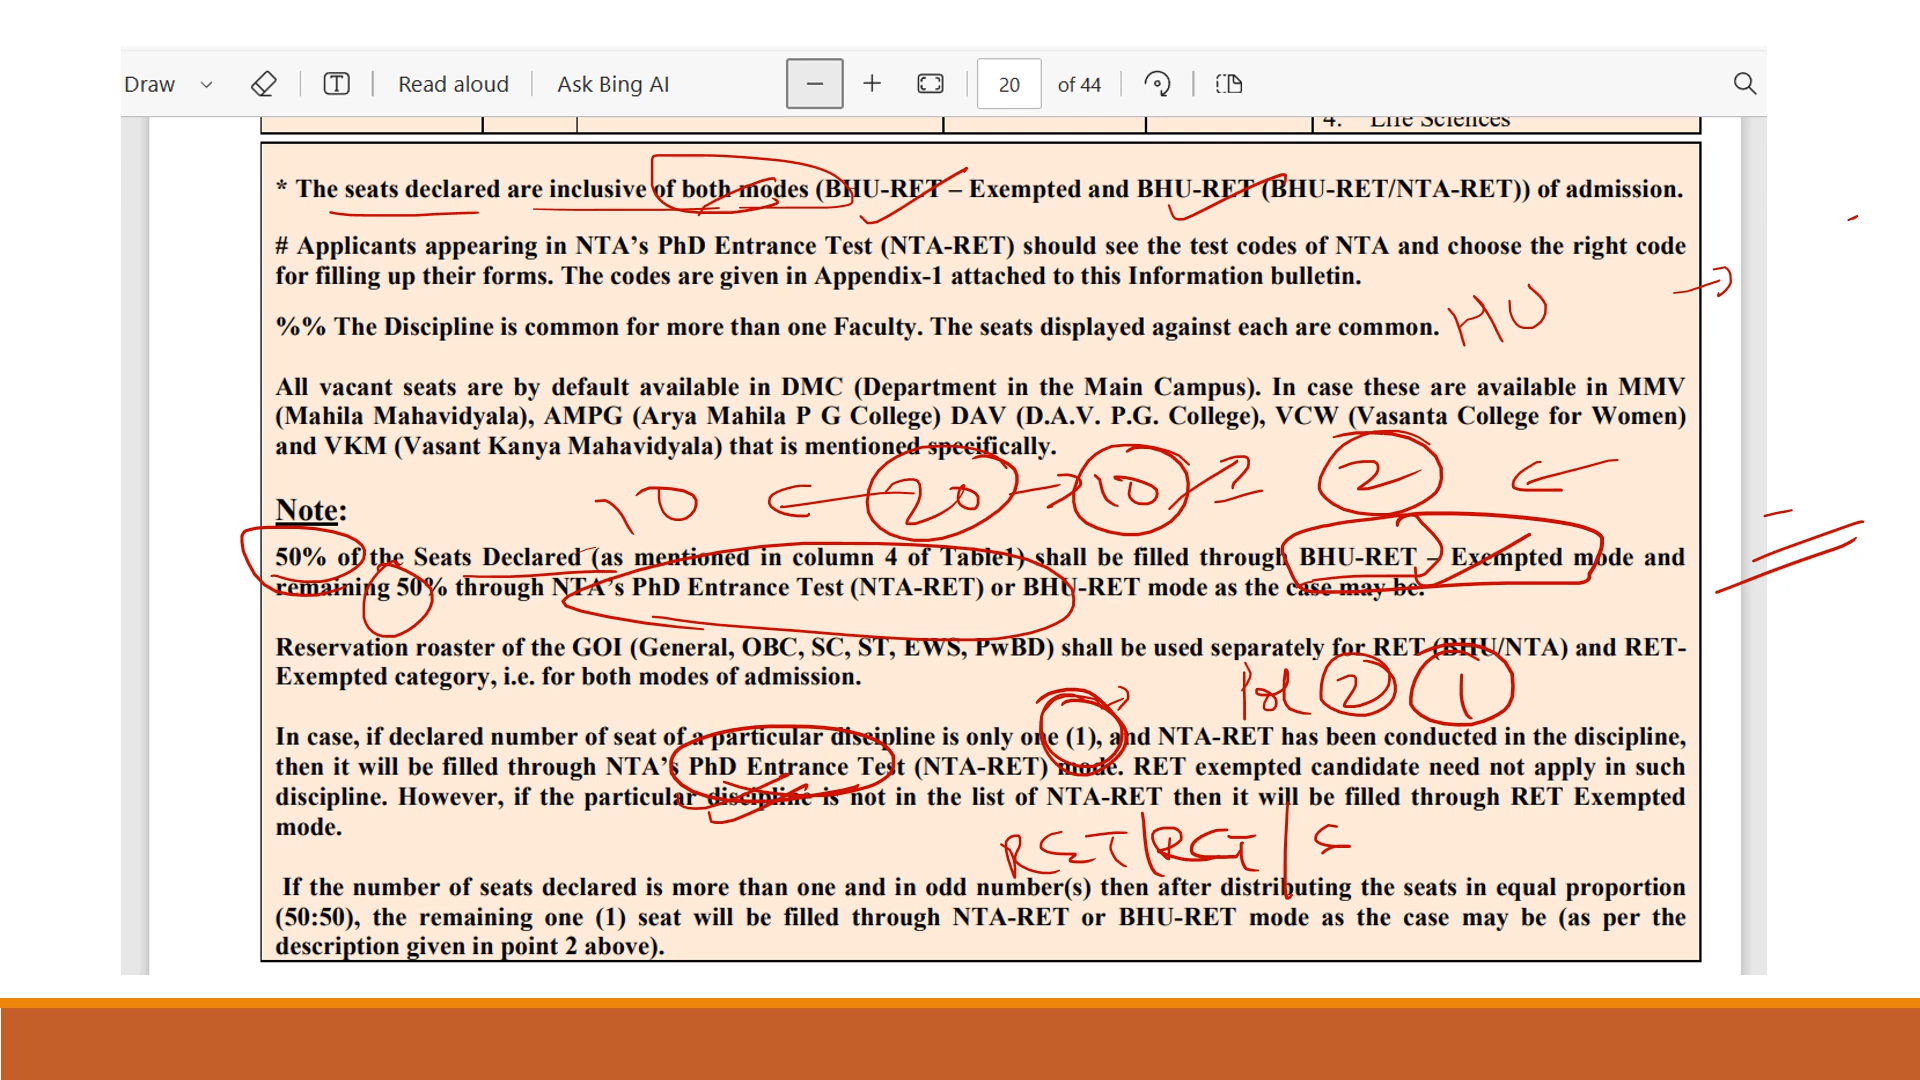 Draw Read aloud Ask Bing AI 20 of 44
4. Life Sciences
* The seats declared are inclusive of both modes (BHU-RET – Exempted and BHU-RET (BHU-RET/NTA-RET)) of admission.
# Applicants appearing in NTA’s PhD Entrance Test (NTA-RET) should see the test codes of NTA and choose the right code
for filling up their forms. The codes are given in Appendix-1 attached to this Information bulletin.
%% The Discipline is common for more than one Faculty. The seats displayed against each are common.
HU
All vacant seats are by default available in DMC (Department in the Main Campus). In case these are available in MMV
(Mahila Mahavidyala), AMPG (Arya Mahila P G College) DAV (D.A.V. P.G. College), VCW (Vasanta College for Women)
and VKM (Vasant Kanya Mahavidyala) that is mentioned specifically.
10 20 10 2 2
Note:
50% of the Seats Declared (as mentioned in column 4 of Table1) shall be filled through BHU-RET – Exempted mode and
remaining 50% through NTA’s PhD Entrance Test (NTA-RET) or BHU-RET mode as the case may be.
Reservation roaster of the GOI (General, OBC, SC, ST, EWS, PwBD) shall be used separately for RET (BHU/NTA) and RET-
Exempted category, i.e. for both modes of admission.
Pol 2 1
In case, if declared number of seat of a particular discipline is only one (1), and NTA-RET has been conducted in the discipline,
then it will be filled through NTA’s PhD Entrance Test (NTA-RET) mode. RET exempted candidate need not apply in such
discipline. However, if the particular discipline is not in the list of NTA-RET then it will be filled through RET Exempted
mode.
RET/RET/
If the number of seats declared is more than one and in odd number(s) then after distributing the seats in equal proportion
(50:50), the remaining one (1) seat will be filled through NTA-RET or BHU-RET mode as the case may be (as per the
description given in point 2 above).